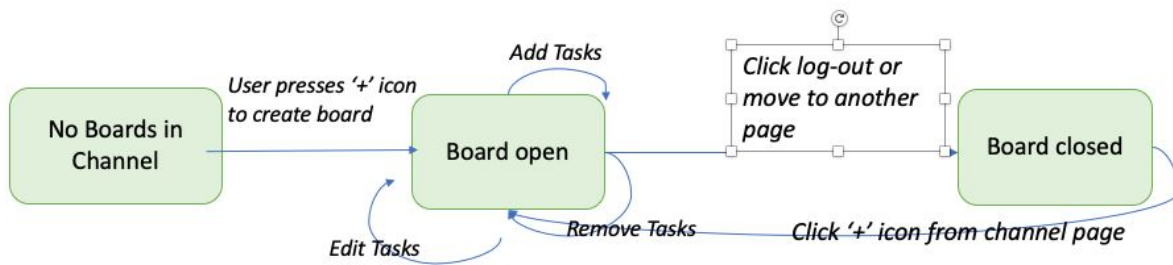 No Boards in
Channel
User presses ‘+’ icon
to create board
Add Tasks
Board open
Edit Tasks
Remove Tasks
Click log-out or
move to another
page
Board closed
Click ‘+’ icon from channel page